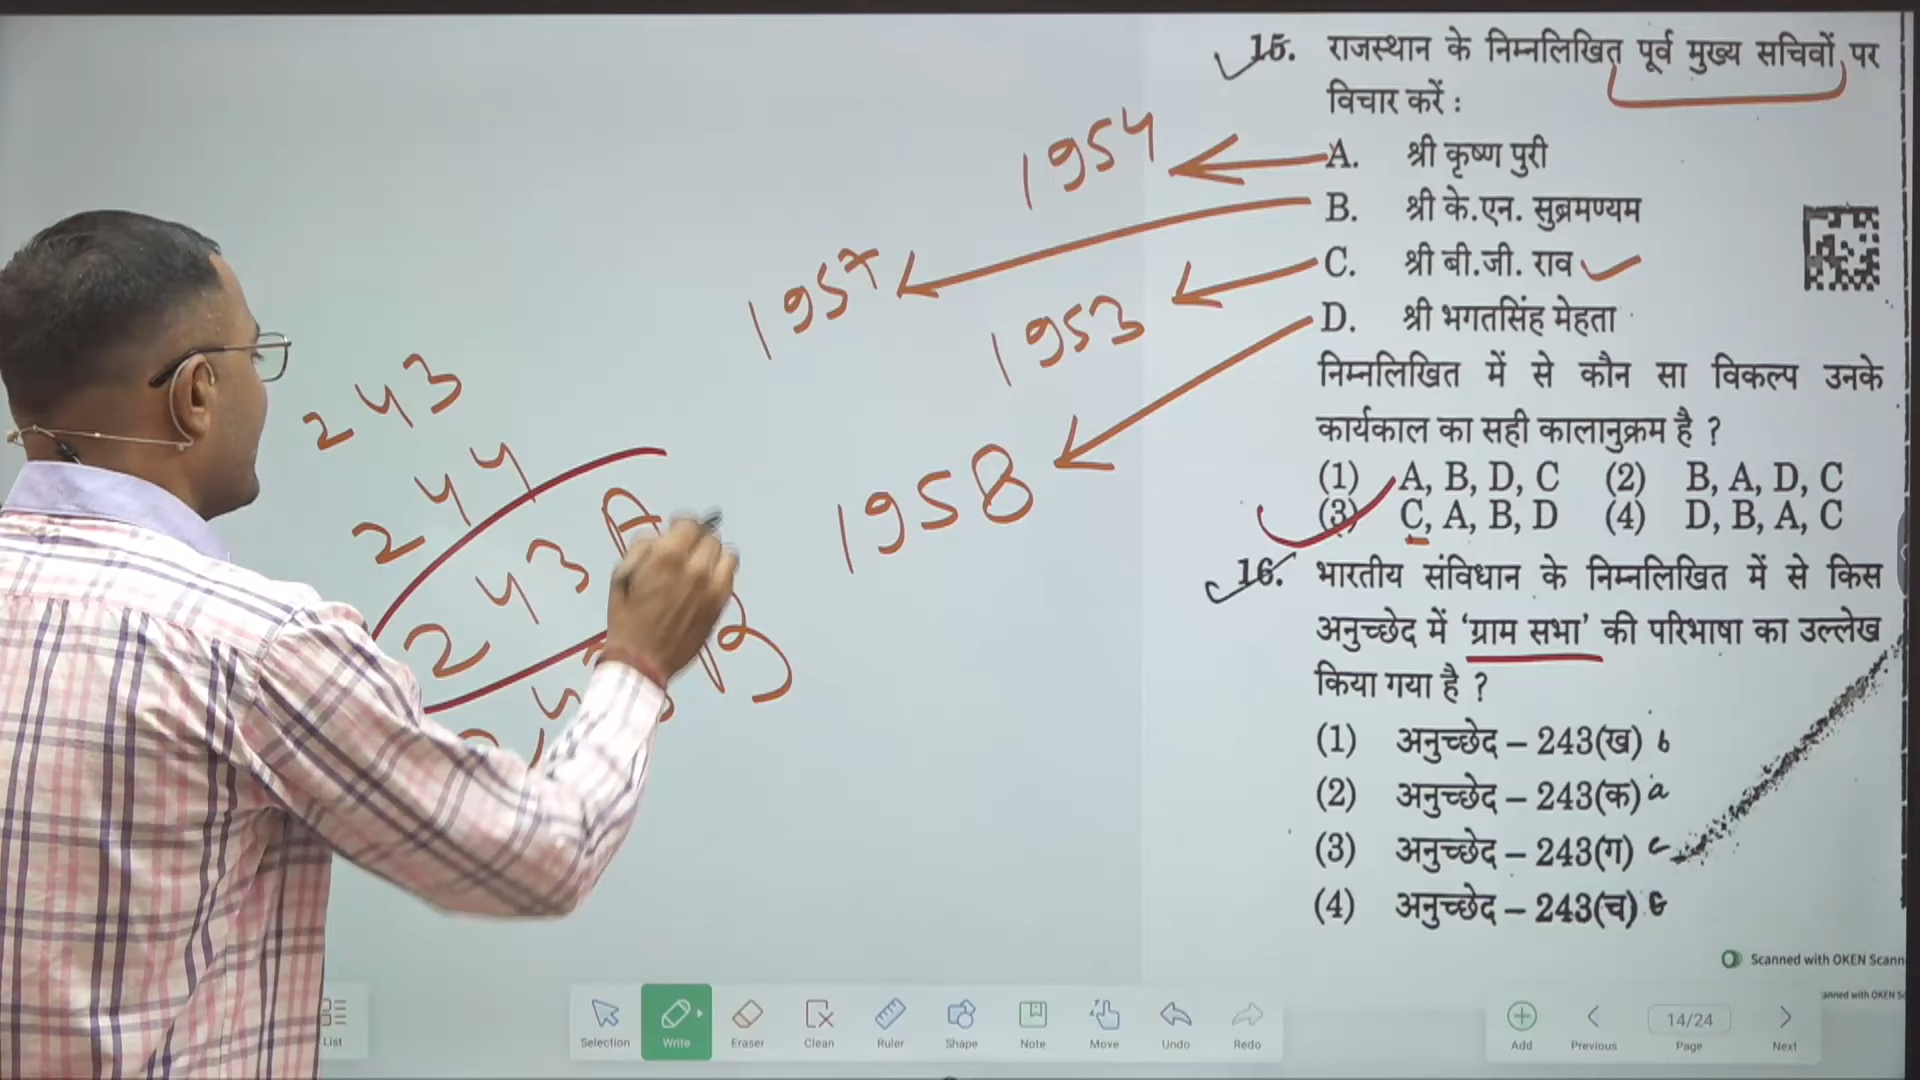 15. राजस्थान के निम्नलिखित पूर्व मुख्य सचिवों पर
विचार करें :
A. श्री कृष्ण पुरी
B. श्री के.एन. सुब्रमण्यम
C. श्री बी.जी. राव
D. श्री भगतसिंह मेहता
निम्नलिखित में से कौन सा विकल्प उनके
कार्यकाल का सही कालानुक्रम है ?
(1) A, B, D, C (2) B, A, D, C
(3) C, A, B, D (4) D, B, A, C
16. भारतीय संविधान के निम्नलिखित में से किस
अनुच्छेद में ‘ग्राम सभा’ की परिभाषा का उल्लेख
किया गया है ?
(1) अनुच्छेद – 243(ख) b
(2) अनुच्छेद – 243(क) a
(3) अनुच्छेद – 243(ग) c
(4) अनुच्छेद – 243(च)
1954
1957
1953
1958
243
244
243A
B
Scanned with OKEN Scann
List
Selection Write Eraser Clean Ruler Shape Note Move Undo Redo
Add Previous 14/24 Page Next